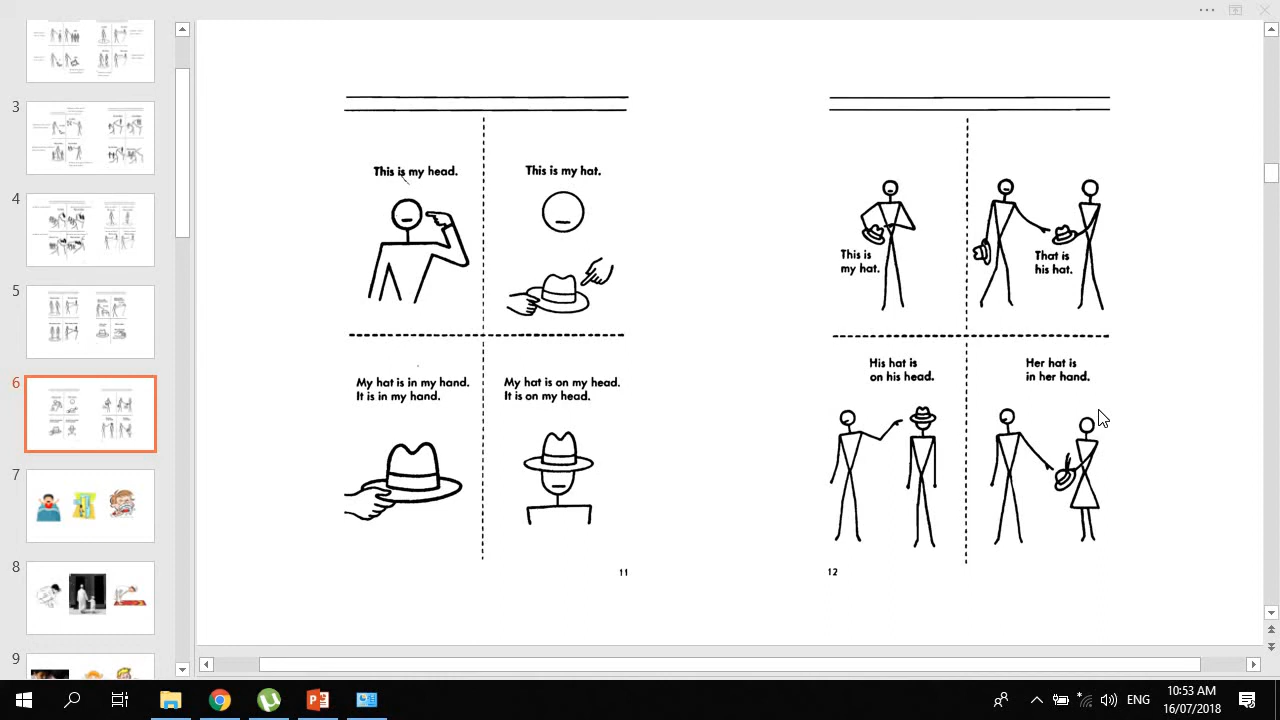 3
4
5
6
7
8
9
This is my head.
This is my hat.
My hat is in my hand.
It is in my hand.
My hat is on my head.
It is on my head.
11
This is
my hat.
That is
his hat.
His hat is
on his head.
Her hat is
in her hand.
12
ENG
10:53 AM
16/07/2018